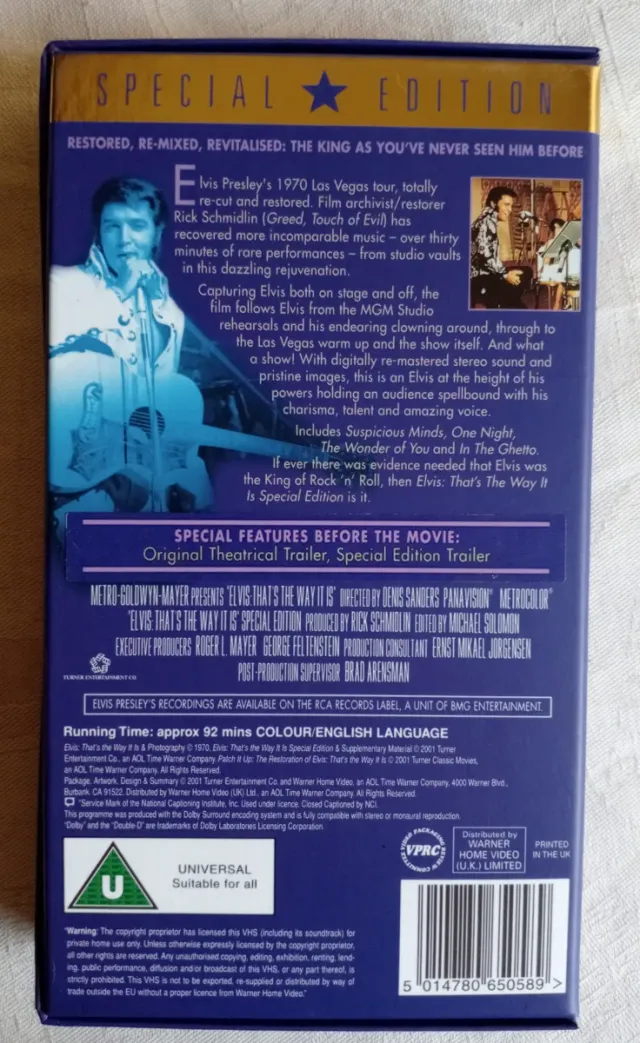 SPECIAL ★ EDITION
RESTORED, RE-MIXED, REVITALISED: THE KING AS YOU'VE NEVER SEEN HIM BEFORE
Elvis Presley's 1970 Las Vegas tour, totally
re-cut and restored. Film archivist/restorer
Rick Schmidlin (Greed, Touch of Evil) has
recovered more incomparable music – over thirty
minutes of rare performances – from studio vaults
in this dazzling rejuvenation.
Capturing Elvis both on stage and off, the
film follows Elvis from the MGM Studio
rehearsals and his endearing clowning around, through to
the Las Vegas warm up and the show itself. And what
a show! With digitally re-mastered stereo sound and
pristine images, this is an Elvis at the height of his
powers holding an audience spellbound with his
charisma, talent and amazing voice.
Includes Suspicious Minds, One Night,
The Wonder of You and In The Ghetto.
If ever there was evidence needed that Elvis was
the King of Rock 'n' Roll, then Elvis: That's The Way It
Is Special Edition is it.
SPECIAL FEATURES BEFORE THE MOVIE:
Original Theatrical Trailer, Special Edition Trailer
METRO-GOLDWYN-MAYER PRESENTS 'ELVIS: THAT'S THE WAY IT IS' DIRECTED BY DENIS SANDERS PANAVISION® METROCOLOR®
'ELVIS: THAT'S THE WAY IT IS' SPECIAL EDITION PRODUCED BY RICK SCHMIDLIN EDITED BY MICHAEL SOLOMON
EXECUTIVE PRODUCERS ROGER L. MAYER GEORGE FELTENSTEIN PRODUCTION CONSULTANT ERNST MIKAEL JORGENSEN
POST-PRODUCTION SUPERVISOR BRAD ARENSMAN
TURNER ENTERTAINMENT CO.
ELVIS PRESLEY'S RECORDINGS ARE AVAILABLE ON THE RCA RECORDS LABEL, A UNIT OF BMG ENTERTAINMENT.
Running Time: approx 92 mins COLOUR/ENGLISH LANGUAGE
Elvis: That's the Way It Is & Photography © 1970, Elvis: That's the Way It Is Special Edition & Supplementary Material © 2001 Turner
Entertainment Co., an AOL Time Warner Company. Patch It Up: The Restoration of Elvis: That's the Way It Is © 2001 Turner Classic Movies,
an AOL Time Warner Company. All Rights Reserved.
Package, Artwork, Design & Summary © 2001 Turner Entertainment Co. and Warner Home Video, an AOL Time Warner Company, 4000 Warner Blvd.,
Burbank, CA 91522. Distributed by Warner Home Video (UK) Ltd., an AOL Time Warner Company. All Rights Reserved.
"Service Mark of the National Captioning Institute, Inc. Used under licence. Closed Captioned by NCI.
This programme was produced in the Dolby Surround encoding system and is fully compatible with stereo or monaural reproduction.
"Dolby" and the "Double-D" are trademarks of Dolby Laboratories Licensing Corporation.
U
UNIVERSAL
Suitable for all
VIDEO PACKAGING REVIEW COMMITTEE
VPRC
Distributed by
WARNER
HOME VIDEO
(U.K.) LIMITED
PRINTED
IN THE UK
"Warning: The copyright proprietor has licensed this VHS (including its soundtrack) for
private home use only. Unless otherwise expressly licensed by the copyright proprietor,
all other rights are reserved. Any unauthorised copying, editing, exhibition, renting, lend-
ing, public performance, diffusion and/or broadcast of this VHS, or any part thereof, is
strictly prohibited. This VHS is not to be exported, re-supplied or distributed by way of
trade outside the EU without a proper licence from Warner Home Video."
5 014780 650589 >